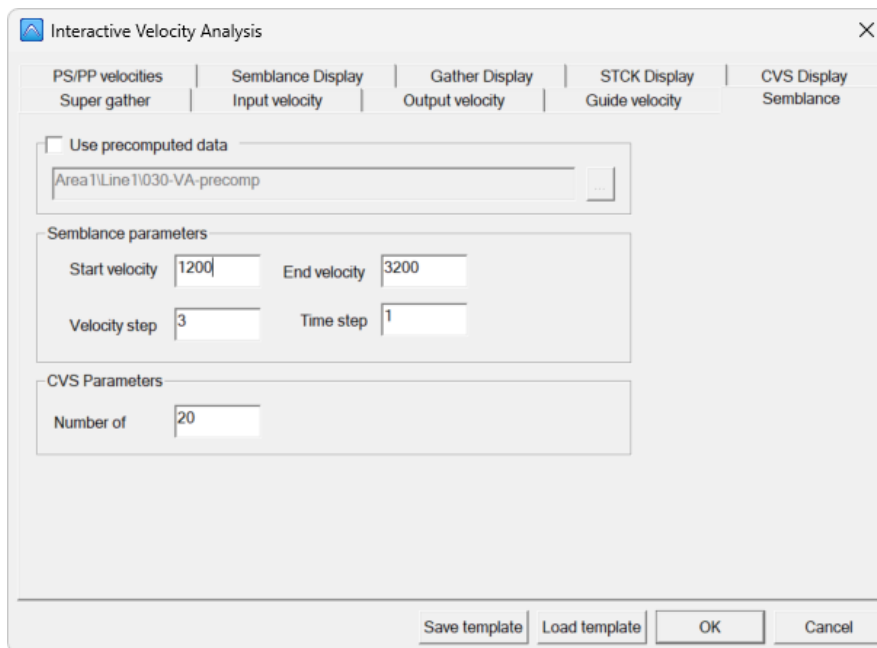 Interactive Velocity Analysis
PS/PP velocities Semblance Display Gather Display STCK Display CVS Display
Super gather Input velocity Output velocity Guide velocity Semblance
Use precomputed data
Area1\Line1\030-VA-precomp ...
Semblance parameters
Start velocity 1200 End velocity 3200
Velocity step 3 Time step 1
CVS Parameters
Number of 20
Save template Load template OK Cancel